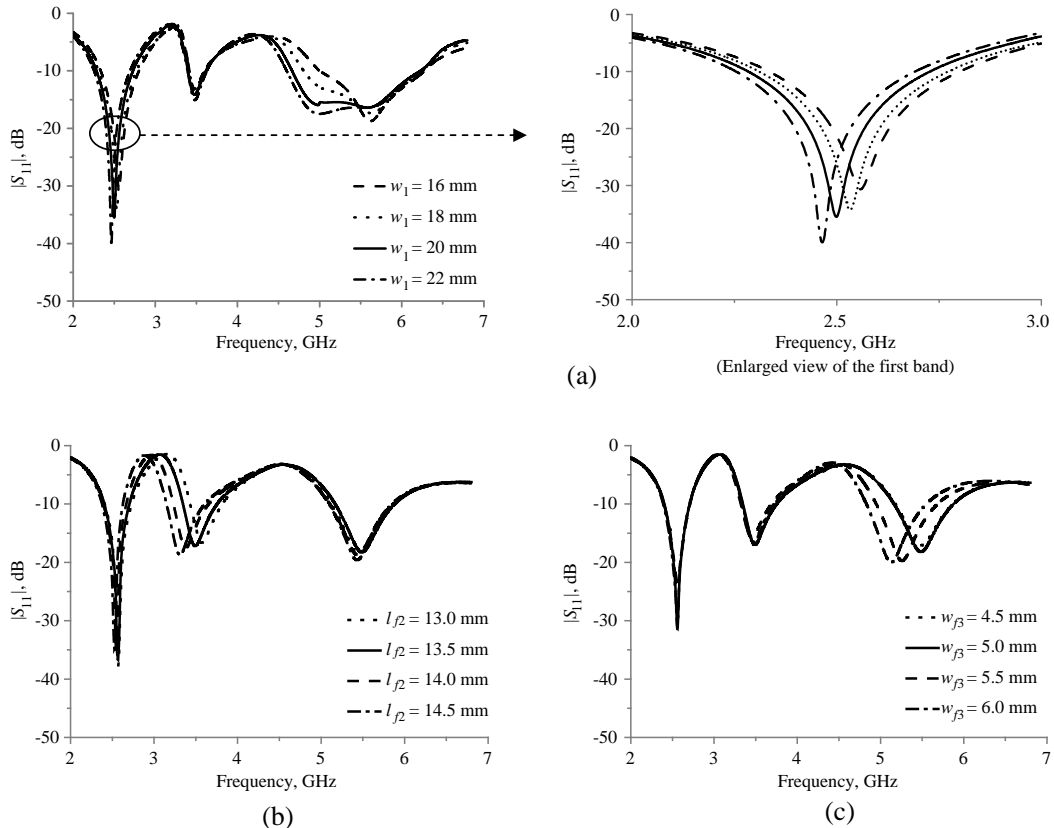 0
-10
-20
-30
-40
-50
|S11|, dB
w1 = 16 mm
w1 = 18 mm
w1 = 20 mm
w1 = 22 mm
2 3 4 5 6 7
Frequency, GHz
0
-10
-20
-30
-40
-50
|S11|, dB
2.0 2.5 3.0
Frequency, GHz
(Enlarged view of the first band)
(a)
0
-10
-20
-30
-40
-50
|S11|, dB
lf2 = 13.0 mm
lf2 = 13.5 mm
lf2 = 14.0 mm
lf2 = 14.5 mm
2 3 4 5 6 7
Frequency, GHz
(b)
0
-10
-20
-30
-40
-50
|S11|, dB
wf3 = 4.5 mm
wf3 = 5.0 mm
wf3 = 5.5 mm
wf3 = 6.0 mm
2 3 4 5 6 7
Frequency, GHz
(c)